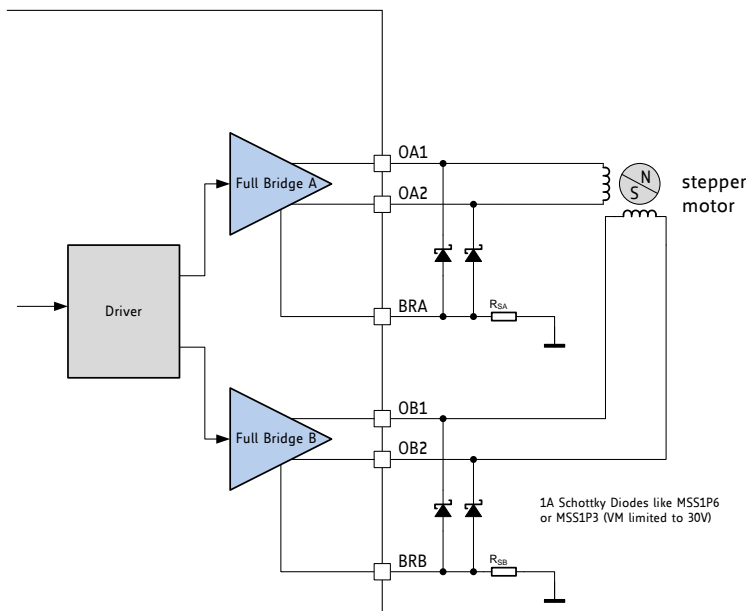 OA1
Full Bridge A
OA2
N
S
stepper
motor
BRA
RSA
Driver
OB1
Full Bridge B
OB2
1A Schottky Diodes like MSS1P6
or MSS1P3 (VM limited to 30V)
BRB
RSB